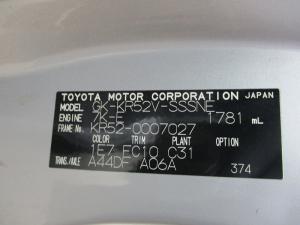 TOYOTA MOTOR CORPORATION JAPAN
MODEL GK-KR52V-SSSNE
ENGINE 7K-E 1781 mL
FRAME No. KR52-0007027
COLOR TRIM PLANT OPTION
1E7 FC10 C31
TRANS./AXLE A44DF A06A
374